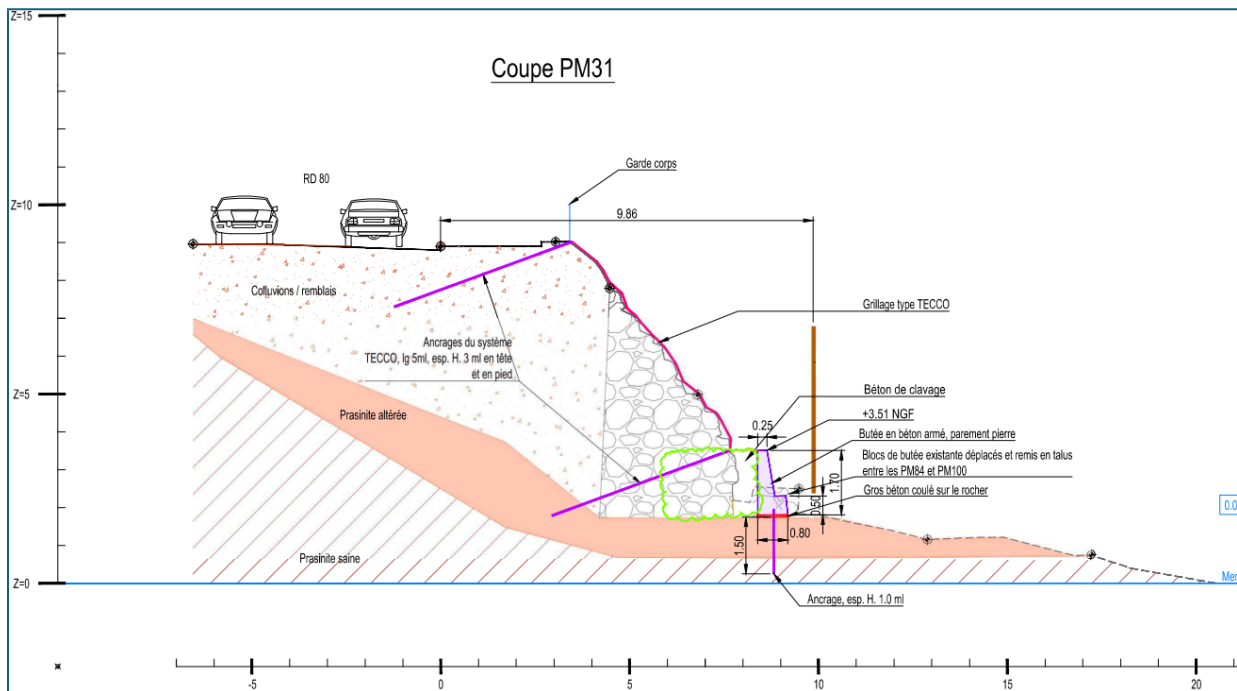 Z=15
Coupe PM31
Garde corps
RD 80
Z=10
9.86
Colluvions / remblais
Grillage type TECCO
Ancrages du système
TECCO, lg 5ml, esp. H. 3 ml en tête
et en pied
Béton de clavage
Z=5
+3.51 NGF
Prasinite altérée
0.25
Butée en béton armé, parement pierre
Blocs de butée existante déplacés et remis en talus
entre les PM84 et PM100
1.70
Gros béton coulé sur le rocher
0.50
0.0
0.80
1.50
Prasinite saine
Z=0
Mer
Ancrage, esp. H. 1.0 ml
-5
0
5
10
15
20